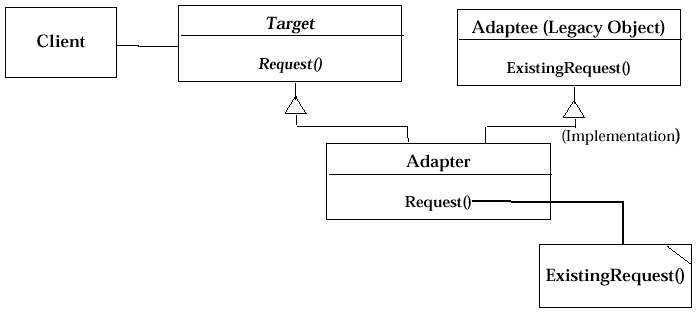 Client
Target
Request()
Adaptee (Legacy Object)
ExistingRequest()
(Implementation)
Adapter
Request()
ExistingRequest()